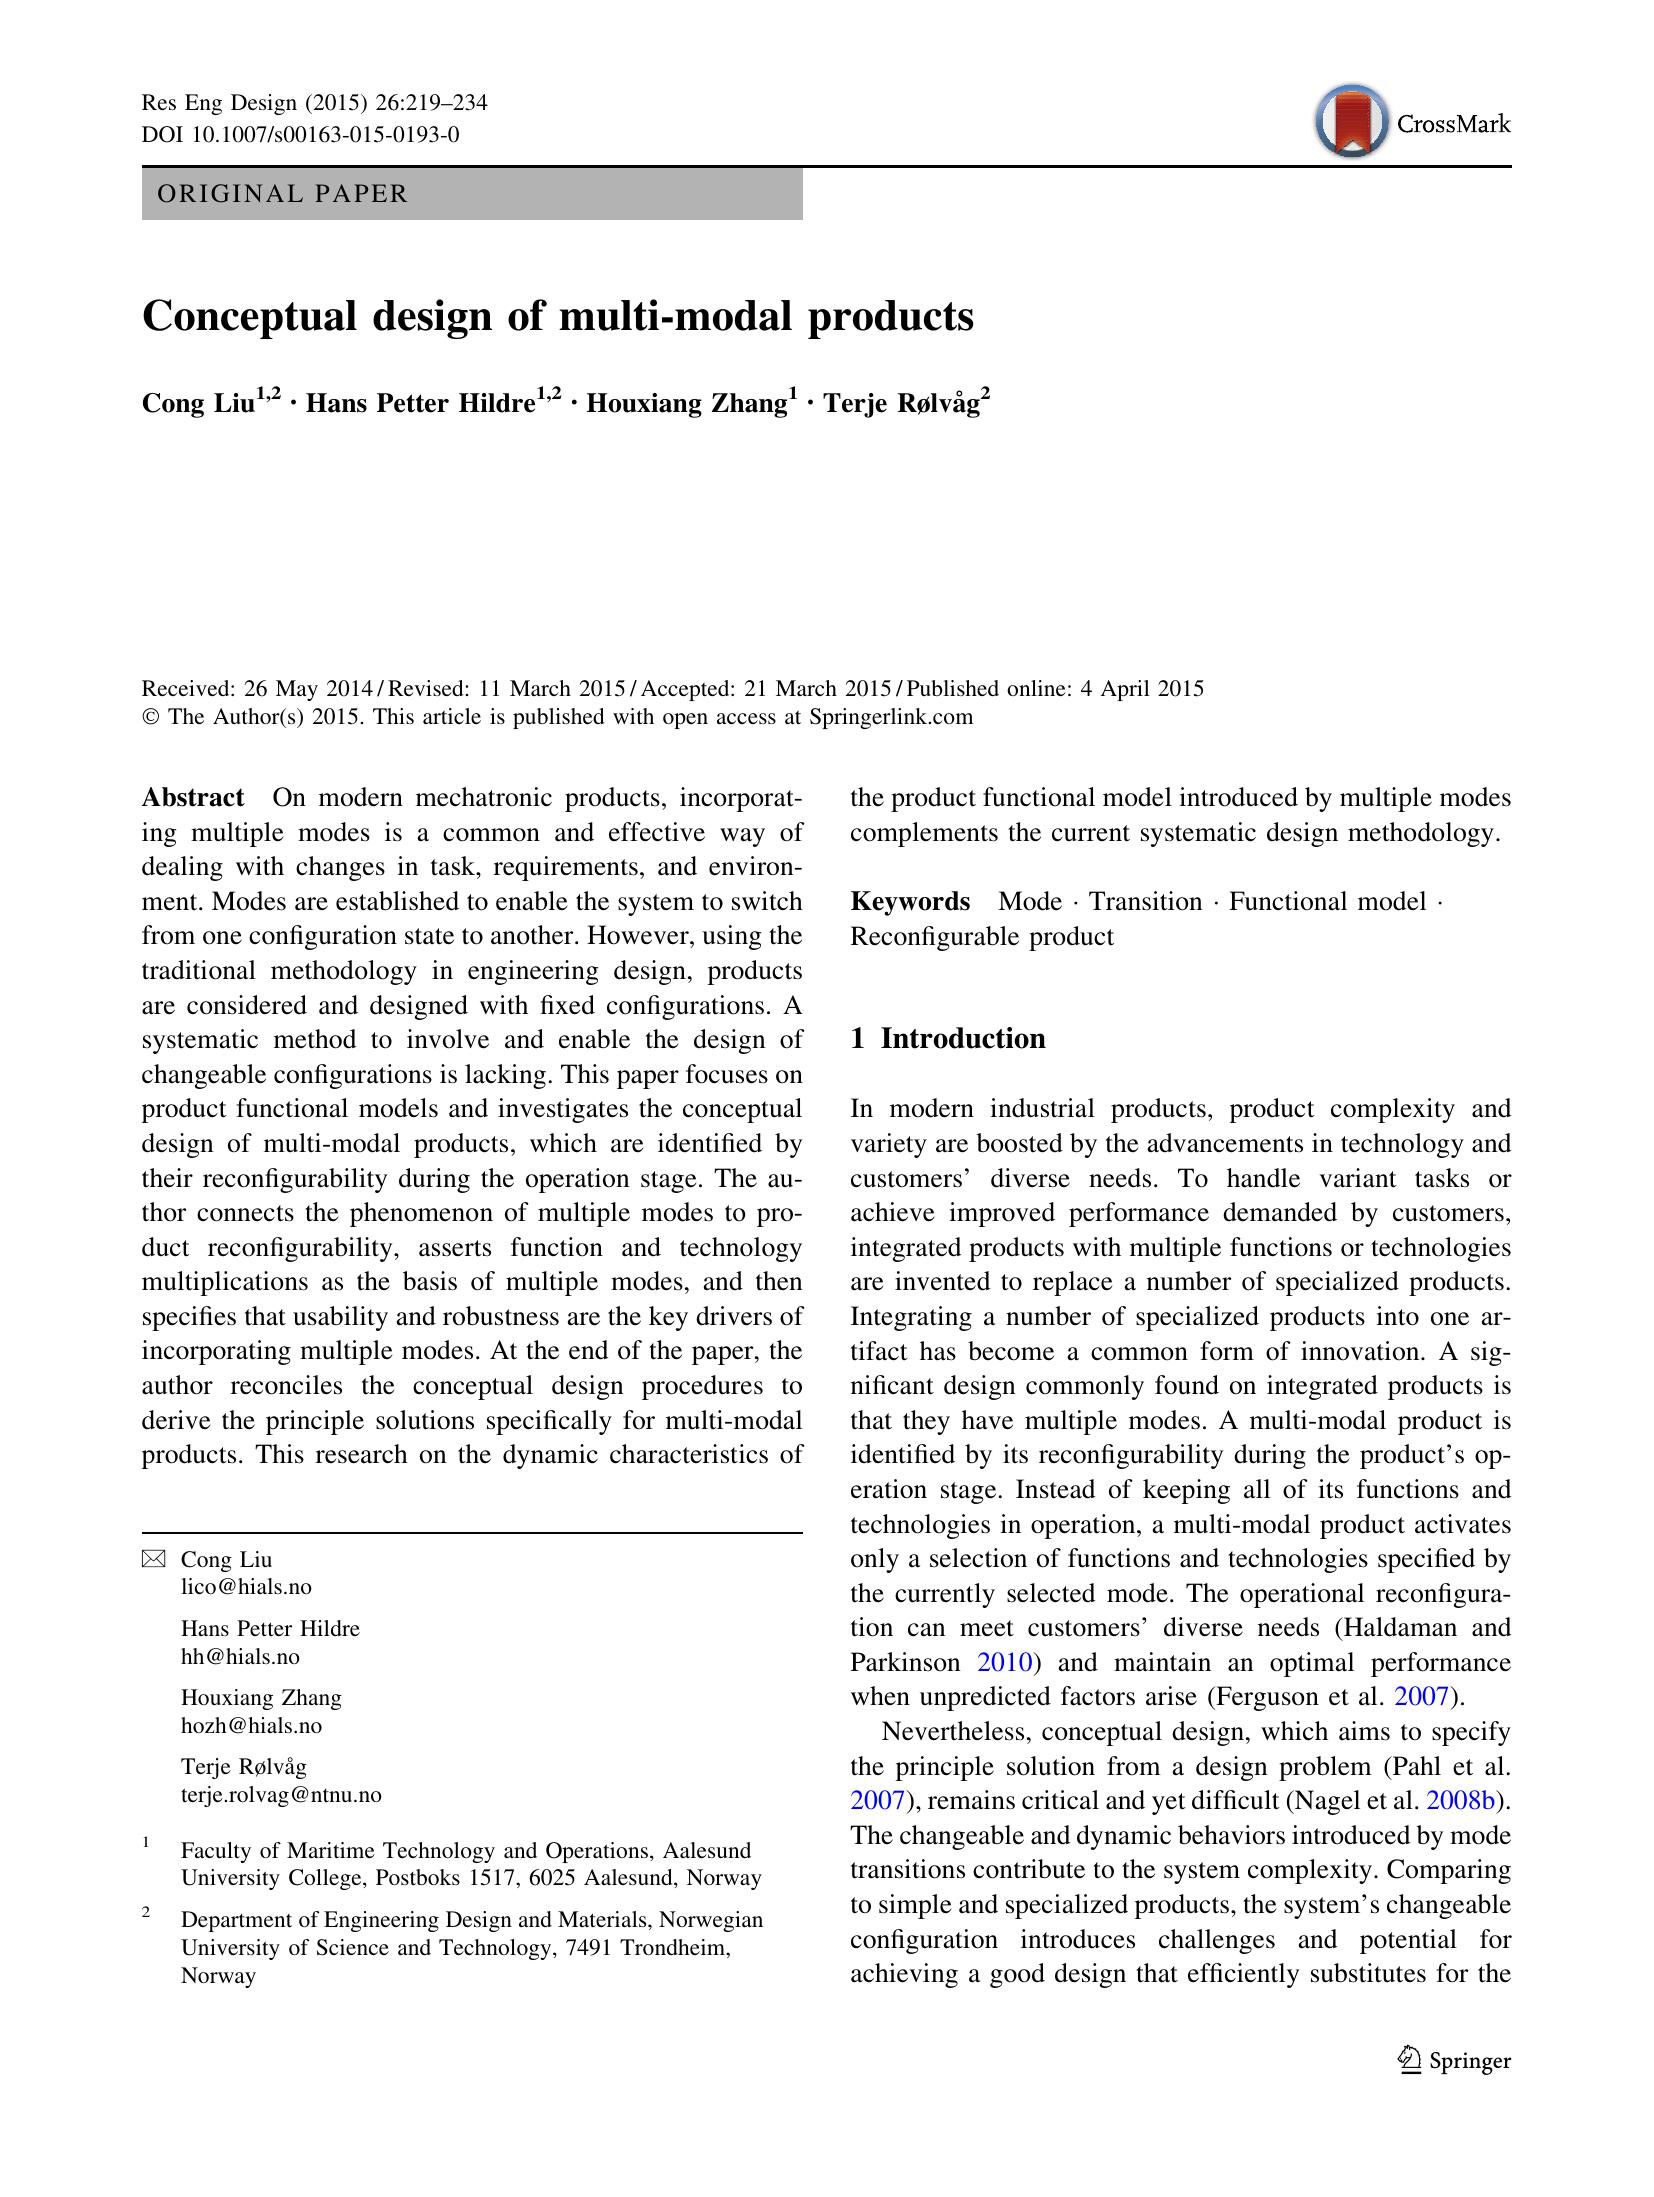 Res Eng Design (2015) 26:219–234
DOI 10.1007/s00163-015-0193-0
CrossMark
ORIGINAL PAPER
Conceptual design of multi-modal products
Cong Liu1,2 · Hans Petter Hildre1,2 · Houxiang Zhang1 · Terje Rølvåg2
Received: 26 May 2014 / Revised: 11 March 2015 / Accepted: 21 March 2015 / Published online: 4 April 2015
© The Author(s) 2015. This article is published with open access at Springerlink.com
Abstract On modern mechatronic products, incorporat-
ing multiple modes is a common and effective way of
dealing with changes in task, requirements, and environ-
ment. Modes are established to enable the system to switch
from one configuration state to another. However, using the
traditional methodology in engineering design, products
are considered and designed with fixed configurations. A
systematic method to involve and enable the design of
changeable configurations is lacking. This paper focuses on
product functional models and investigates the conceptual
design of multi-modal products, which are identified by
their reconfigurability during the operation stage. The au-
thor connects the phenomenon of multiple modes to pro-
duct reconfigurability, asserts function and technology
multiplications as the basis of multiple modes, and then
specifies that usability and robustness are the key drivers of
incorporating multiple modes. At the end of the paper, the
author reconciles the conceptual design procedures to
derive the principle solutions specifically for multi-modal
products. This research on the dynamic characteristics of
the product functional model introduced by multiple modes
complements the current systematic design methodology.
Keywords Mode · Transition · Functional model ·
Reconfigurable product
1 Introduction
In modern industrial products, product complexity and
variety are boosted by the advancements in technology and
customers' diverse needs. To handle variant tasks or
achieve improved performance demanded by customers,
integrated products with multiple functions or technologies
are invented to replace a number of specialized products.
Integrating a number of specialized products into one ar-
tifact has become a common form of innovation. A sig-
nificant design commonly found on integrated products is
that they have multiple modes. A multi-modal product is
identified by its reconfigurability during the product's op-
eration stage. Instead of keeping all of its functions and
technologies in operation, a multi-modal product activates
only a selection of functions and technologies specified by
the currently selected mode. The operational reconfigura-
tion can meet customers' diverse needs (Haldaman and
Parkinson 2010) and maintain an optimal performance
when unpredicted factors arise (Ferguson et al. 2007).
Nevertheless, conceptual design, which aims to specify
the principle solution from a design problem (Pahl et al.
2007), remains critical and yet difficult (Nagel et al. 2008b).
The changeable and dynamic behaviors introduced by mode
transitions contribute to the system complexity. Comparing
to simple and specialized products, the system's changeable
configuration introduces challenges and potential for
achieving a good design that efficiently substitutes for the
Cong Liu
lico@hials.no
Hans Petter Hildre
hh@hials.no
Houxiang Zhang
hozh@hials.no
Terje Rølvåg
terje.rolvag@ntnu.no
1 Faculty of Maritime Technology and Operations, Aalesund
University College, Postboks 1517, 6025 Aalesund, Norway
2 Department of Engineering Design and Materials, Norwegian
University of Science and Technology, 7491 Trondheim,
Norway
Springer